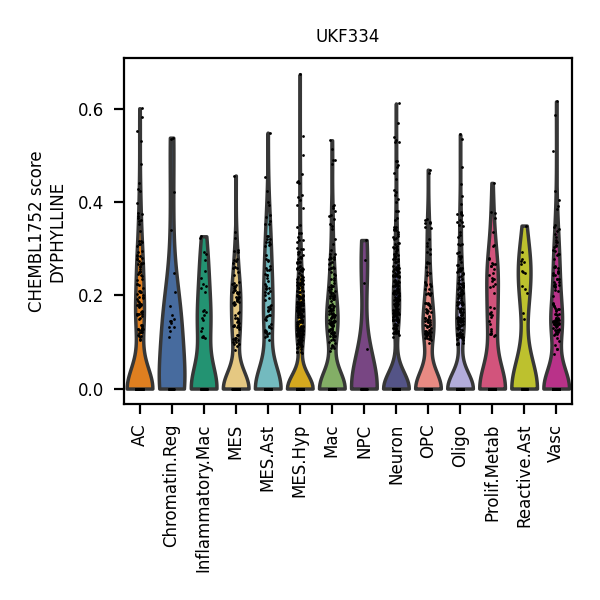 UKF334
CHEMBL1752 score
DYPHYLLINE
0.6
0.4
0.2
0.0
AC
Chromatin.Reg
Inflammatory.Mac
MES
MES.Ast
MES.Hyp
Mac
NPC
Neuron
OPC
Oligo
Prolif.Metab
Reactive.Ast
Vasc